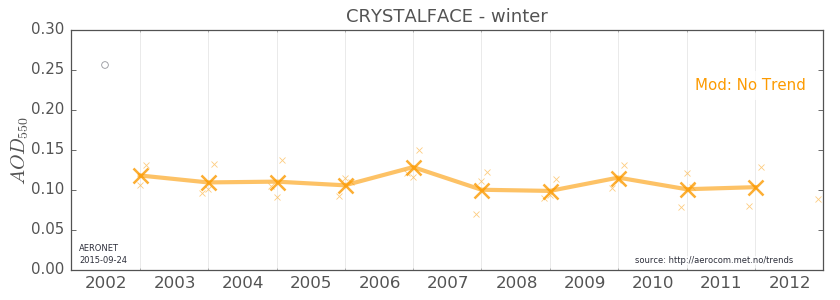 CRYSTALFACE - winter
0.30
0.25
0.20
0.15
0.10
0.05
0.00
AOD550
Mod: No Trend
AERONET
2015-09-24
source: http://aerocom.met.no/trends
2002 2003 2004 2005 2006 2007 2008 2009 2010 2011 2012